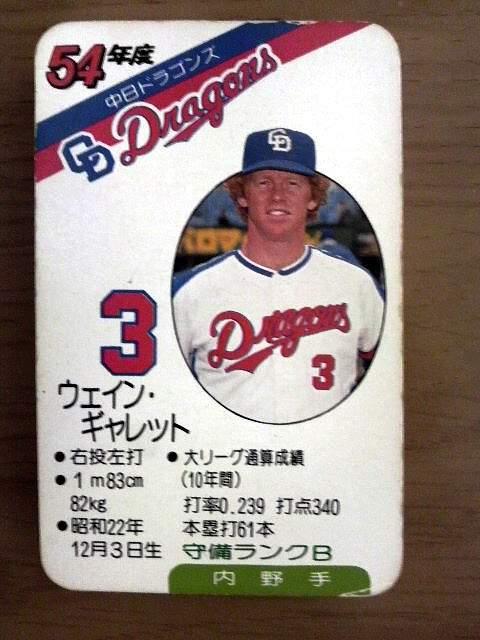 54年度
中日ドラゴンズ
CD Dragons
CD
Dragons
3
3
ウェイン・
ギャレット
●右投左打
●1m83cm
82kg
●昭和22年
12月3日生
●大リーグ通算成績
(10年間)
打率0.239 打点340
本塁打61本
守備ランクB
内野手